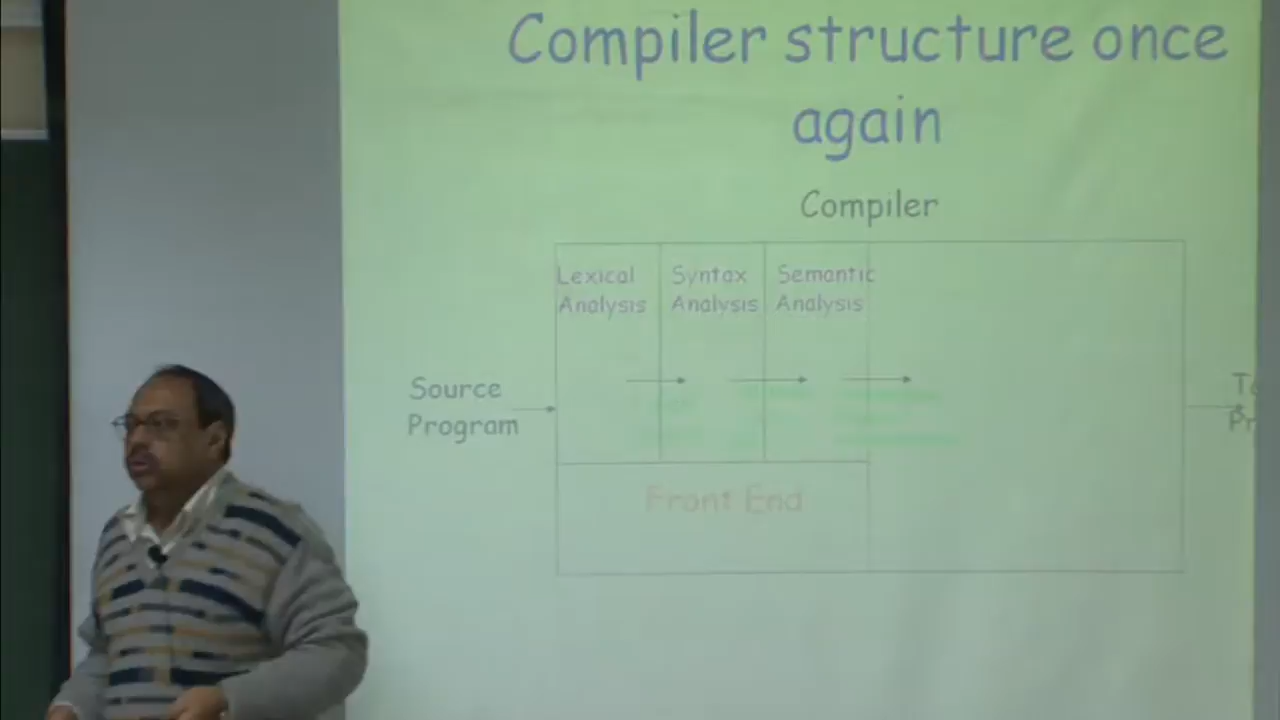 Compiler structure once
again
Compiler
Lexical
Analysis
Syntax
Analysis
Semantic
Analysis
Source
Program
Front End